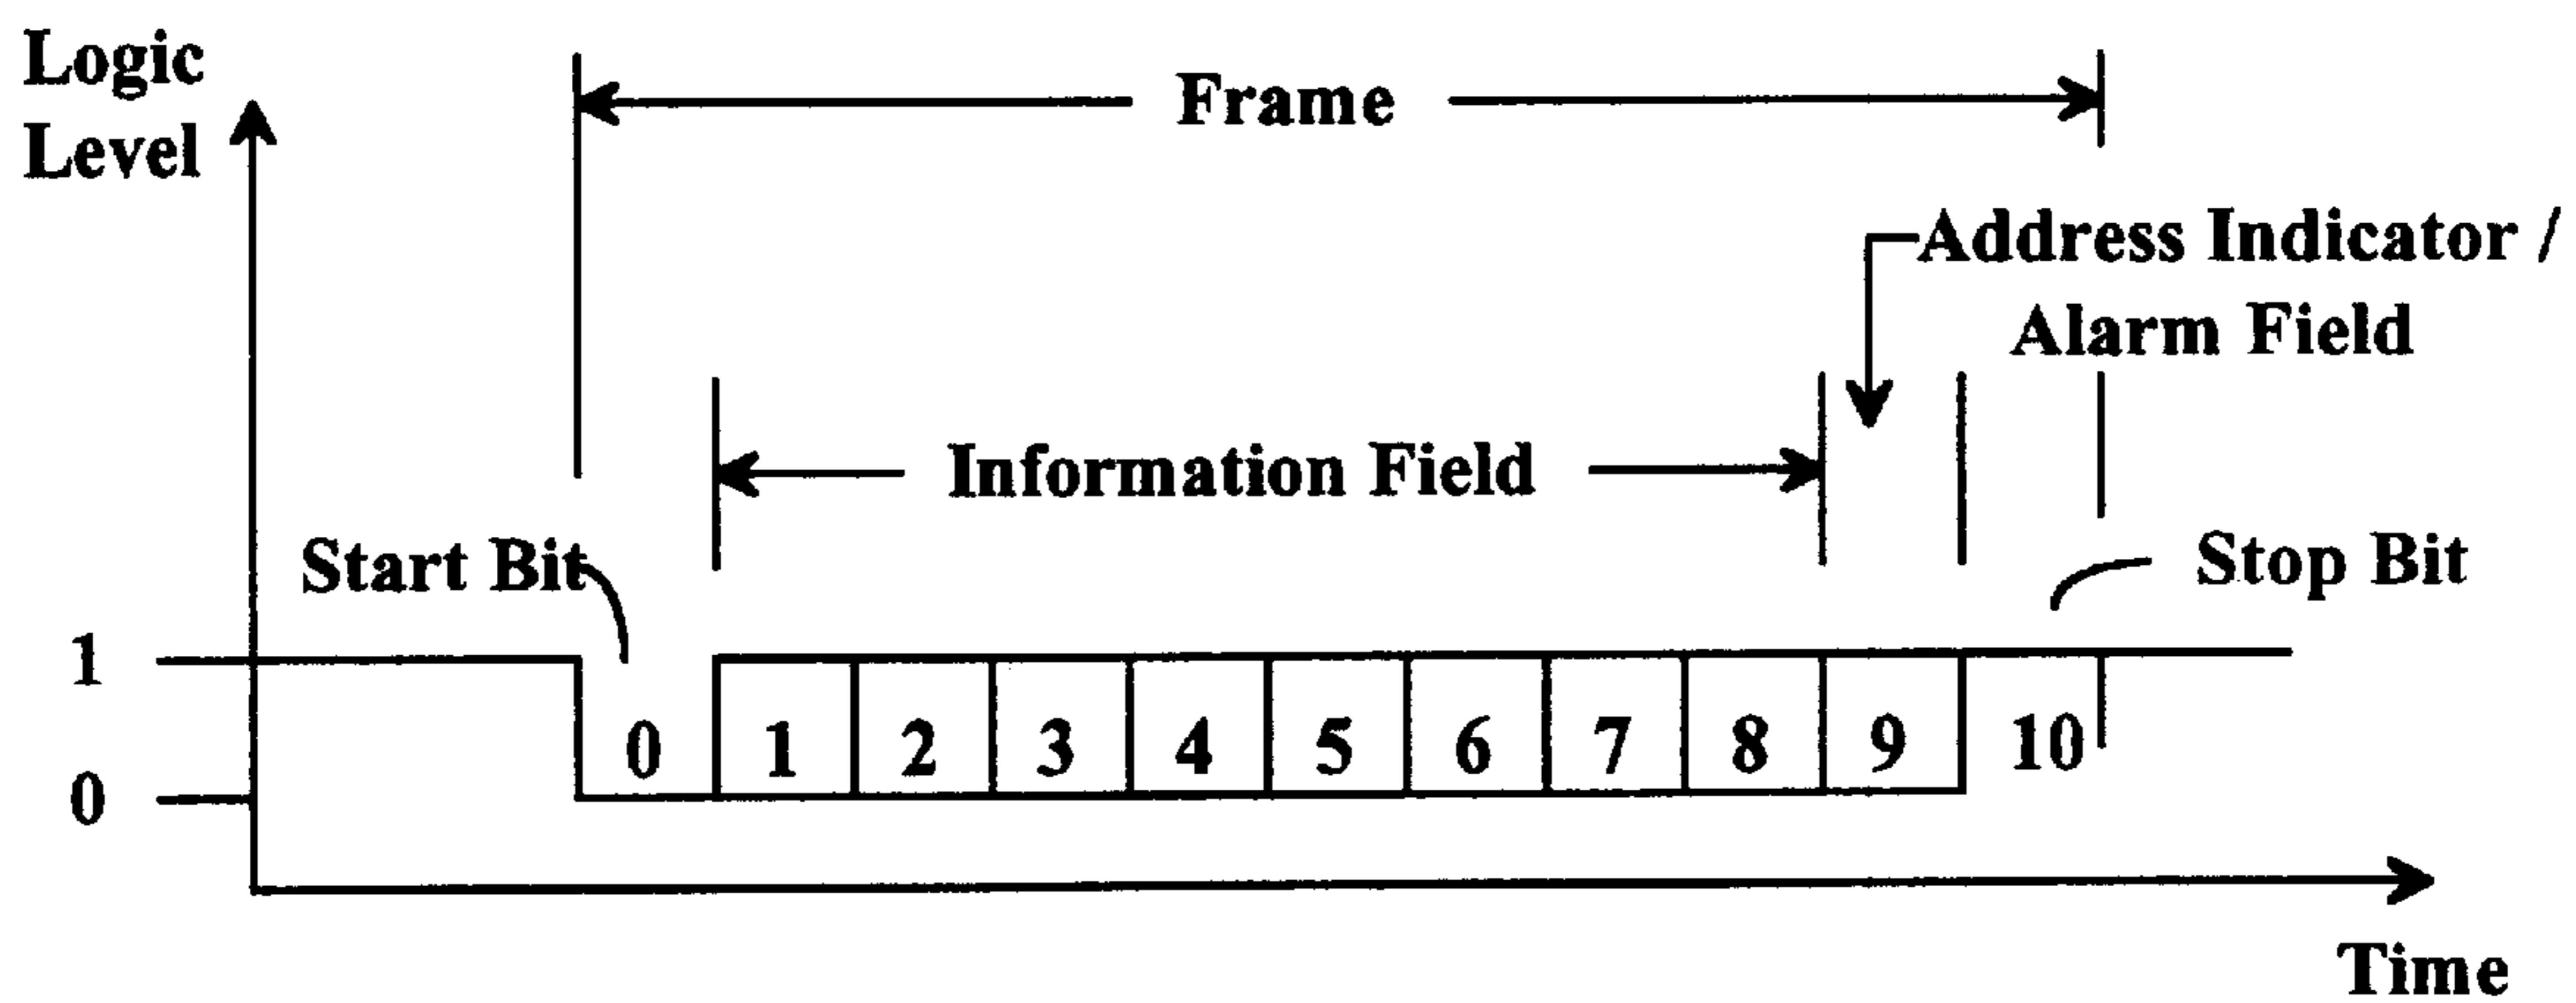 Logic
Level
Frame
Address Indicator /
Alarm Field
Information Field
Start Bit
Stop Bit
1
0 1 2 3 4 5 6 7 8 9 10
0
Time